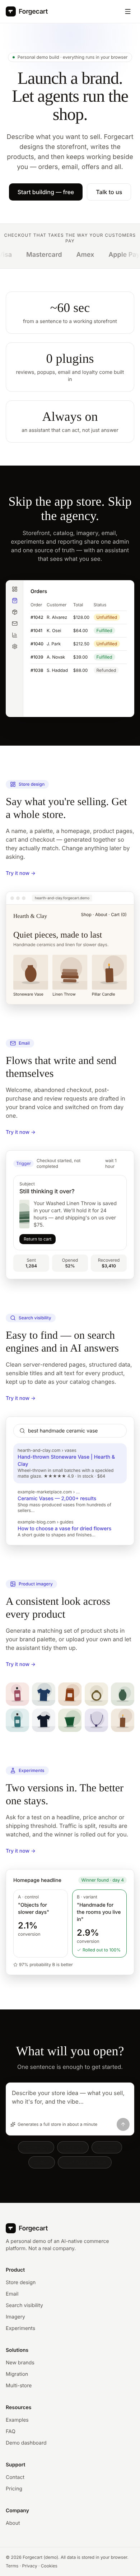 Forgecart
Personal demo build · everything runs in your browser
Launch a brand.
Let agents run the
shop.
Describe what you want to sell. Forgecart
designs the storefront, writes the
products, and then keeps working beside
you — orders, email, offers and all.
Start building — free
Talk to us
CHECKOUT THAT TAKES THE WAY YOUR CUSTOMERS
PAY
Mastercard Amex
~60 sec
from a sentence to a working storefront
0 plugins
reviews, popups, email and loyalty come built
in
Always on
an assistant that can act, not just answer
Skip the app store. Skip
the agency.
Storefront, catalog, imagery, email,
experiments and reporting share one admin
and one source of truth — with an assistant
that sees what you see.
Orders
Order Customer Total Status
#1042 R. Alvarez $128.00 Unfulfilled
#1041 K. Osei $64.00 Fulfilled
#1040 J. Park $212.50 Unfulfilled
#1039 A. Novak $38.00 Fulfilled
#1038 S. Haddad $88.00 Refunded
Store design
Say what you're selling. Get
a whole store.
A name, a palette, a homepage, product pages,
cart and checkout — generated together so
they actually match. Change anything later by
asking.
Try it now →
hearth-and-clay.forgecart.demo
Hearth & Clay
Shop · About · Cart (0)
Quiet pieces, made to last
Handmade ceramics and linen for slower days.
Stoneware Vase
Linen Throw
Pillar Candle
Email
Flows that write and send
themselves
Welcome, abandoned checkout, post-
purchase and review requests are drafted in
your brand voice and switched on from day
one.
Try it now →
Trigger
Checkout started, not
completed
wait 1
hour
Subject
Still thinking it over?
Your Washed Linen Throw is saved
in your cart. We'll hold it for 24
hours — and shipping's on us over
$75.
Return to cart
Sent
1,284
Opened
52%
Recovered
$3,410
Search visibility
Easy to find — on search
engines and in AI answers
Clean server-rendered pages, structured data,
sensible titles and alt text for every product,
kept up to date as your catalog changes.
Try it now →
best handmade ceramic vase
hearth-and-clay.com › vases
Hand-thrown Stoneware Vase | Hearth &
Clay
Wheel-thrown in small batches with a speckled
matte glaze. ★★★★★ 4.9 · In stock · $84
example-marketplace.com › ...
Ceramic Vases — 2,000+ results
Shop mass-produced vases from hundreds of
sellers...
example-blog.com › guides
How to choose a vase for dried flowers
A short guide to shapes and finishes...
Product imagery
A consistent look across
every product
Generate a matching set of product shots in
your brand palette, or upload your own and let
the assistant tidy them up.
Try it now →
Experiments
Two versions in. The better
one stays.
Ask for a test on a headline, price anchor or
shipping threshold. Traffic is split, results are
watched, and the winner is rolled out for you.
Try it now →
Homepage headline
Winner found · day 4
A · control
"Objects for
slower days"
2.1%
conversion
B · variant
"Handmade for
the rooms you live
in"
2.9%
conversion
Rolled out to 100%
97% probability B is better
What will you open?
One sentence is enough to get started.
Describe your store idea — what you sell,
who it's for, and the vibe...
Generates a full store in about a minute
Forgecart
A personal demo of an AI-native commerce
platform. Not a real company.
Product
Store design
Email
Search visibility
Imagery
Experiments
Solutions
New brands
Migration
Multi-store
Resources
Examples
FAQ
Demo dashboard
Support
Contact
Pricing
Company
About
© 2026 Forgecart (demo). All data is stored in your browser.
Terms · Privacy · Cookies